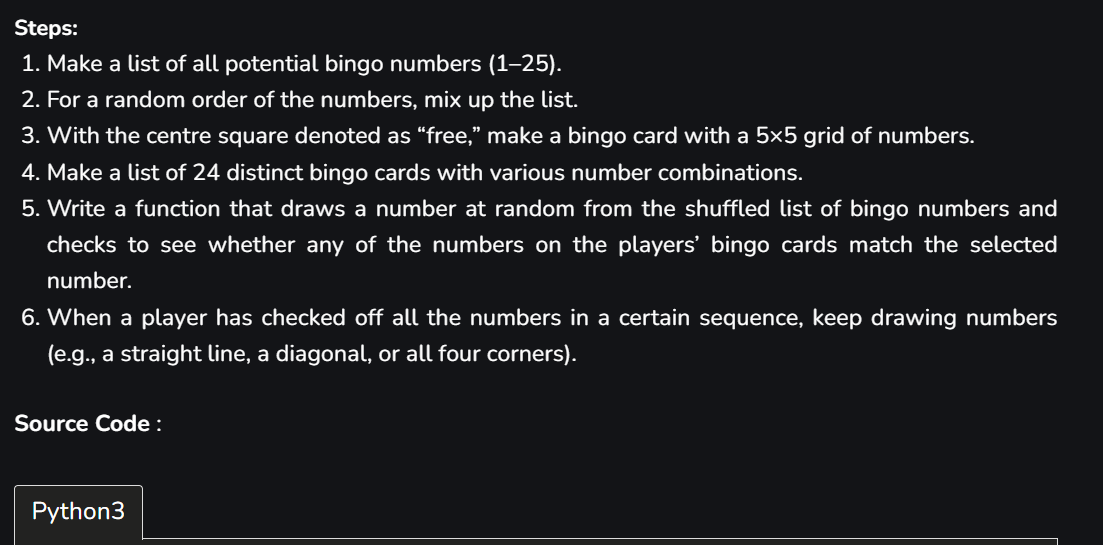 Steps:
1. Make a list of all potential bingo numbers (1–25).
2. For a random order of the numbers, mix up the list.
3. With the centre square denoted as “free,” make a bingo card with a 5×5 grid of numbers.
4. Make a list of 24 distinct bingo cards with various number combinations.
5. Write a function that draws a number at random from the shuffled list of bingo numbers and
checks to see whether any of the numbers on the players’ bingo cards match the selected
number.
6. When a player has checked off all the numbers in a certain sequence, keep drawing numbers
(e.g., a straight line, a diagonal, or all four corners).
Source Code :
Python3